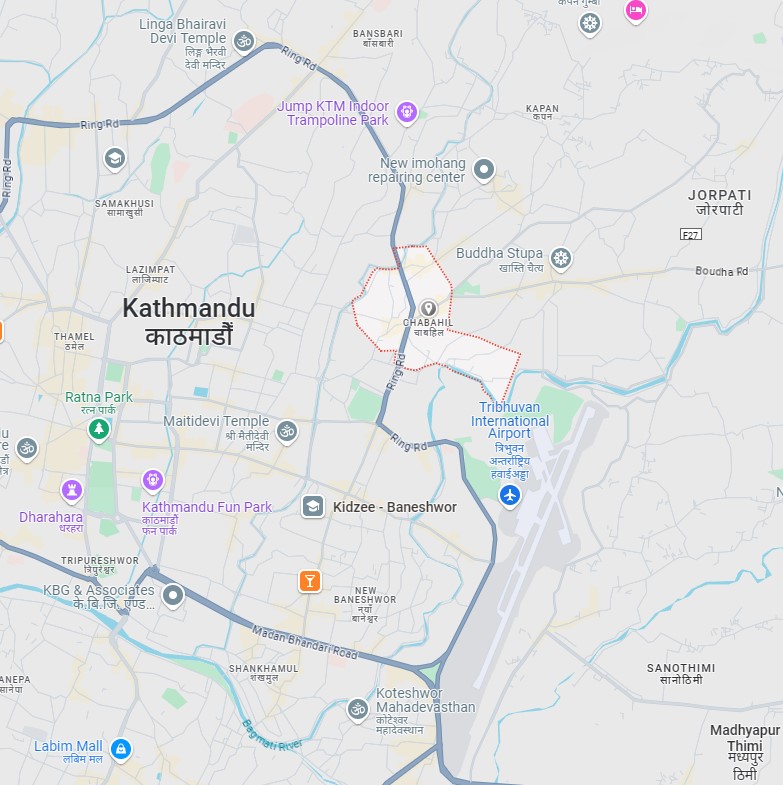 कपन गुम्बा
Linga Bhairavi
Devi Temple
लिङ्ग भैरवी
देवी मन्दिर
BANSBARI
बाँसबारी
Ring Rd
Jump KTM Indoor
Trampoline Park
KAPAN
कपन
Ring Rd
Ring Rd
New imohang
repairing center
SAMAKHUSI
सामाखुसी
JORPATI
जोरपाटी
F27
Buddha Stupa
खास्ति चैत्य
Boudha Rd
LAZIMPAT
लाजिम्पाट
Kathmandu
काठमाडौं
CHABAHIL
चाबहिल
THAMEL
ठमेल
Ring Rd
Ratna Park
रत्न पार्क
Maitidevi Temple
श्री मैतीदेवी
मन्दिर
Tribhuvan
International
Airport
त्रिभुवन
अन्तर्राष्ट्रिय
हवाईअड्डा
Ring Rd
Kathmandu Fun Park
काठमाडौं
फन पार्क
Kidzee - Baneshwor
Dharahara
धरहरा
TRIPURESHWOR
त्रिपुरेश्वर
KBG & Associates
के.बि.जि. एण्ड...
NEW
BANESHWOR
नयाँ
बानेश्वर
Madan Bhandari Road
SHANKHAMUL
शंखमुल
SANOTHIMI
सानोठिमी
Koteshwor
Mahadevasthan
कोटेश्वर
महादेवस्थान
Bagmati River
Labim Mall
लबिम मल
Madhyapur
Thimi
मध्यपुर
ठिमी